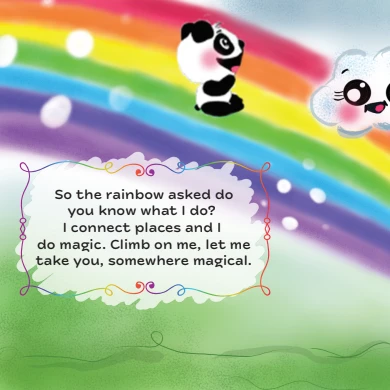 So the rainbow asked do
you know what I do?
I connect places and I
do magic. Climb on me, let me
take you, somewhere magical.